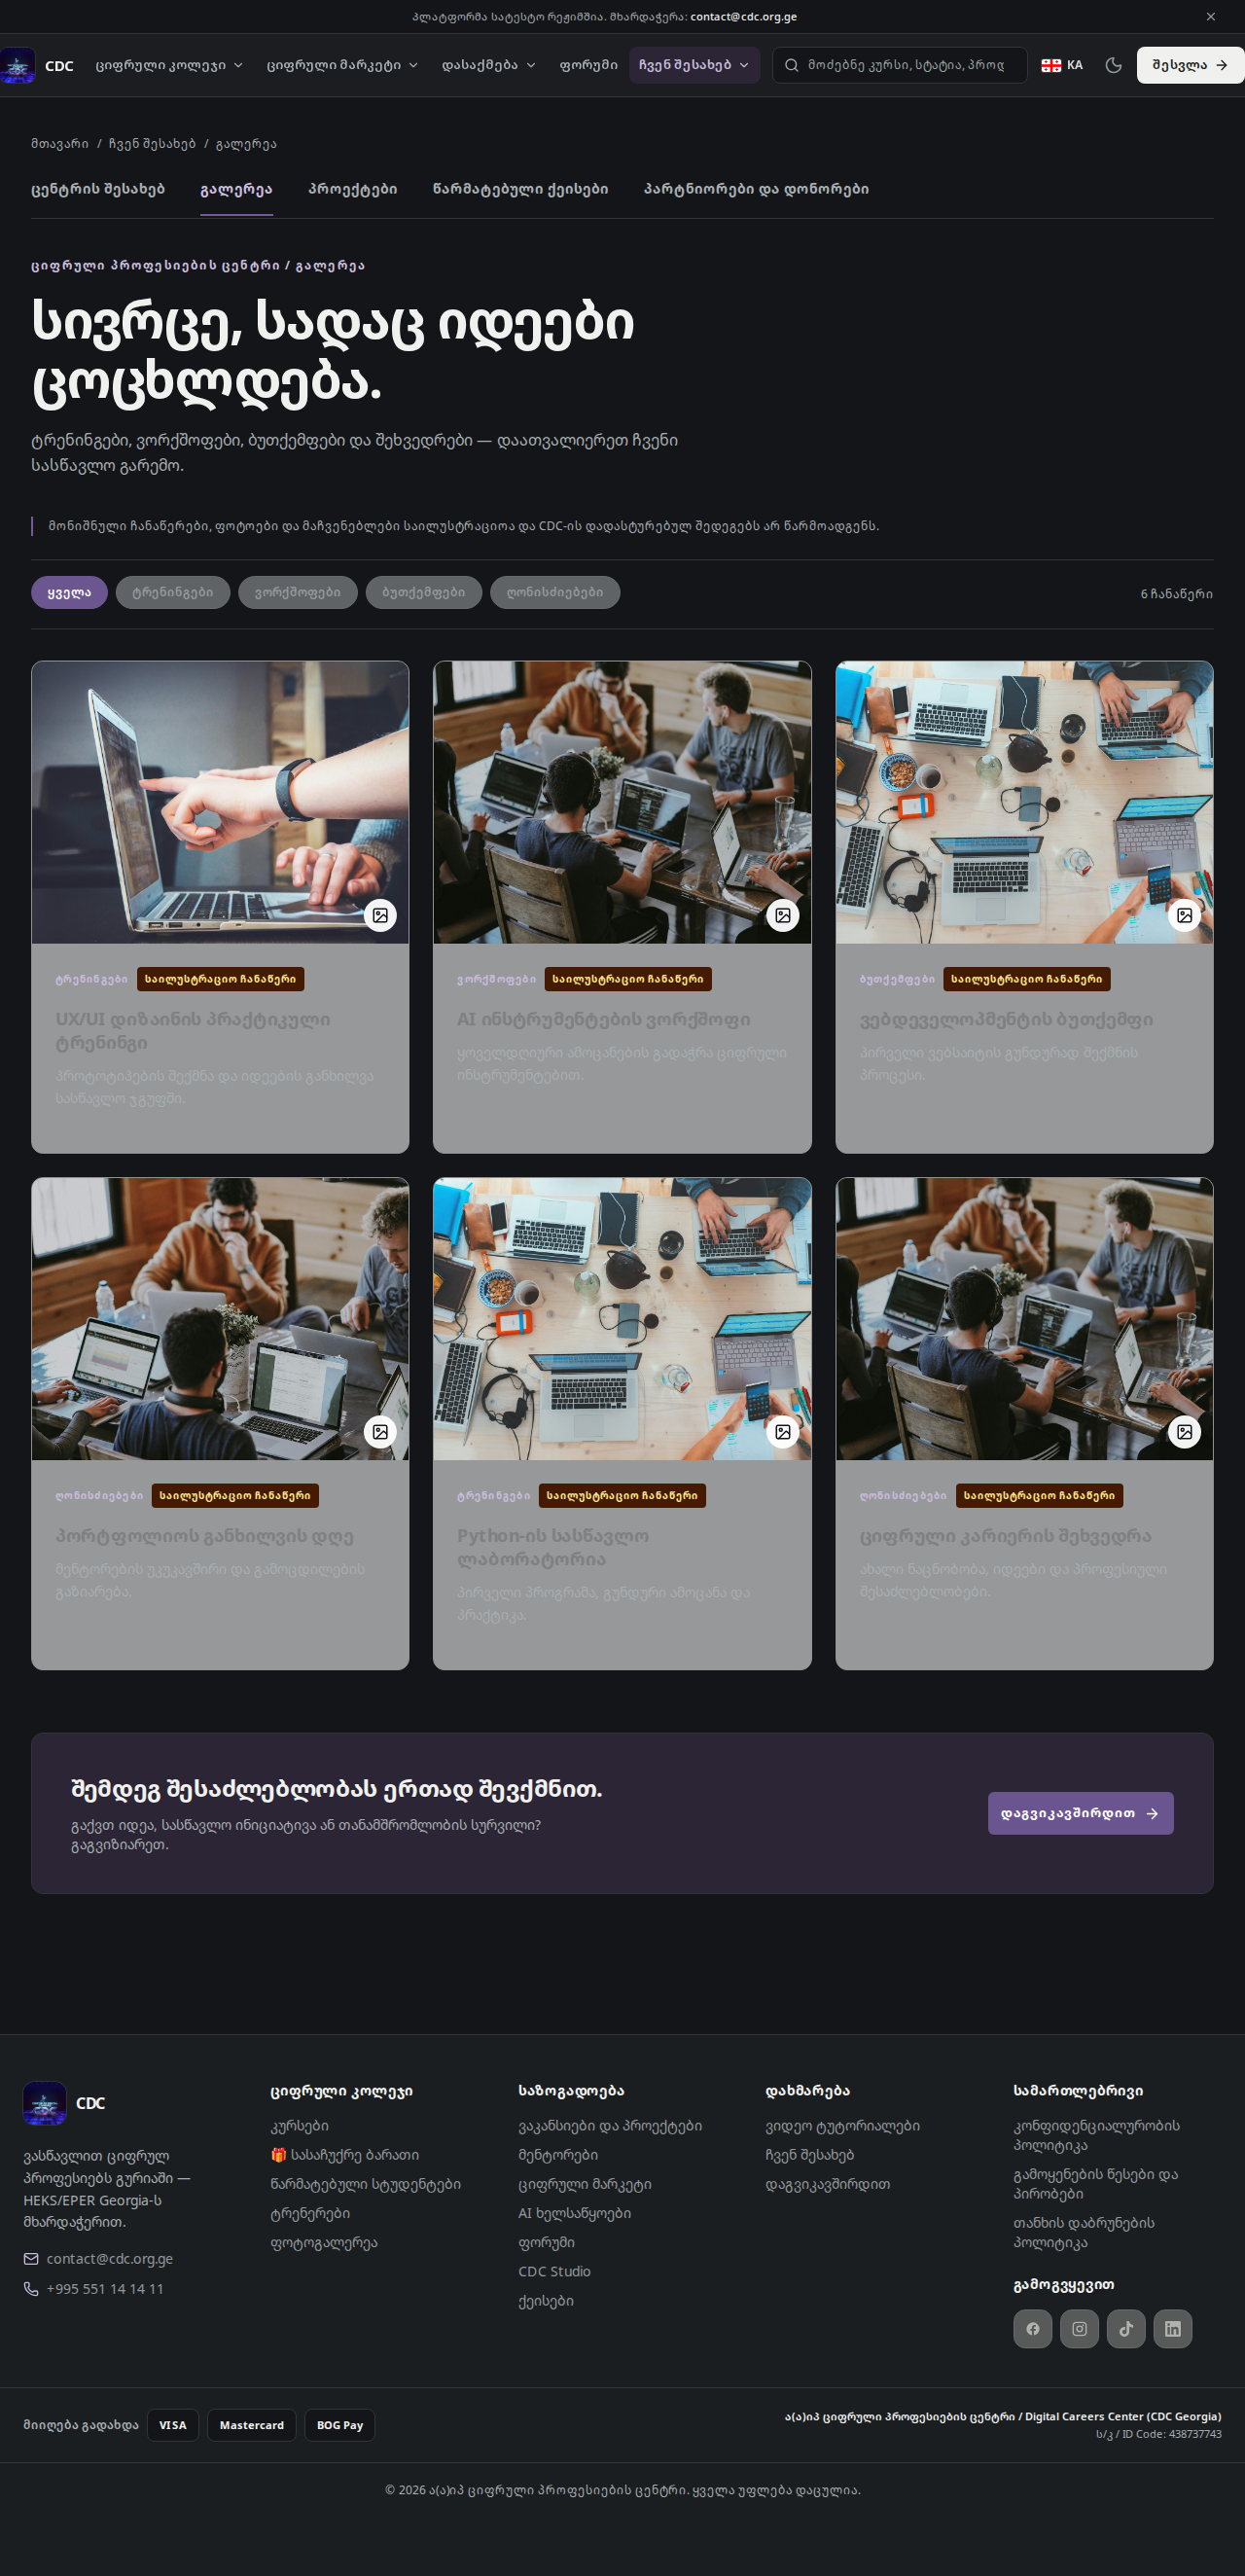 პლატფორმა სატესტო რეჟიმშია. მხარდაჭერა: contact@cdc.org.ge
CDC
ციფრული კოლეჯი
ციფრული მარკეტი
დასაქმება
ფორუმი
ჩვენ შესახებ
მოძებნე კურსი, სტატია, პროდ
KA
შესვლა
მთავარი / ჩვენ შესახებ / გალერეა
ცენტრის შესახებ
გალერეა
პროექტები
წარმატებული ქეისები
პარტნიორები და დონორები
ციფრული პროფესიების ცენტრი / გალერეა
სივრცე, სადაც იდეები
ცოცხლდება.
ტრენინგები, ვორქშოფები, ბუთქემფები და შეხვედრები — დაათვალიერეთ ჩვენი
სასწავლო გარემო.
მონიშნული ჩანაწერები, ფოტოები და მაჩვენებლები საილუსტრაციოა და CDC-ის დადასტურებულ შედეგებს არ წარმოადგენს.
ყველა
ტრენინგები
ვორქშოფები
ბუთქემფები
ღონისძიებები
6 ჩანაწერი
ტრენინგები საილუსტრაციო ჩანაწერი
UX/UI დიზაინის პრაქტიკული
ტრენინგი
პროტოტიპების შექმნა და იდეების განხილვა
სასწავლო ჯგუფში.
ვორქშოფები საილუსტრაციო ჩანაწერი
AI ინსტრუმენტების ვორქშოფი
ყოველდღიური ამოცანების გადაჭრა ციფრული
ინსტრუმენტებით.
ბუთქემფები საილუსტრაციო ჩანაწერი
ვებდეველოპმენტის ბუთქემფი
პირველი ვებსაიტის გუნდურად შექმნის
პროცესი.
ღონისძიებები საილუსტრაციო ჩანაწერი
პორტფოლიოს განხილვის დღე
მენტორების უკუკავშირი და გამოცდილების
გაზიარება.
ტრენინგები საილუსტრაციო ჩანაწერი
Python-ის სასწავლო
ლაბორატორია
პირველი პროგრამა, გუნდური ამოცანა და
პრაქტიკა.
ღონისძიებები საილუსტრაციო ჩანაწერი
ციფრული კარიერის შეხვედრა
ახალი ნაცნობობა, იდეები და პროფესიული
შესაძლებლობები.
შემდეგ შესაძლებლობას ერთად შევქმნით.
გაქვთ იდეა, სასწავლო ინიციატივა ან თანამშრომლობის სურვილი?
გაგვიზიარეთ.
დაგვიკავშირდით
CDC
ვასწავლით ციფრულ
პროფესიებს გურიაში —
HEKS/EPER Georgia-ს
მხარდაჭერით.
contact@cdc.org.ge
+995 551 14 14 11
ციფრული კოლეჯი
კურსები
🎁 სასაჩუქრე ბარათი
წარმატებული სტუდენტები
ტრენერები
ფოტოგალერეა
საზოგადოება
ვაკანსიები და პროექტები
მენტორები
ციფრული მარკეტი
AI ხელსაწყოები
ფორუმი
CDC Studio
ქეისები
დახმარება
ვიდეო ტუტორიალები
ჩვენ შესახებ
დაგვიკავშირდით
სამართლებრივი
კონფიდენციალურობის
პოლიტიკა
გამოყენების წესები და
პირობები
თანხის დაბრუნების
პოლიტიკა
გამოგვყევით
მიიღება გადახდა VISA Mastercard BOG Pay
ა(ა)იპ ციფრული პროფესიების ცენტრი / Digital Careers Center (CDC Georgia)
ს/კ / ID Code: 438737743
© 2026 ა(ა)იპ ციფრული პროფესიების ცენტრი. ყველა უფლება დაცულია.